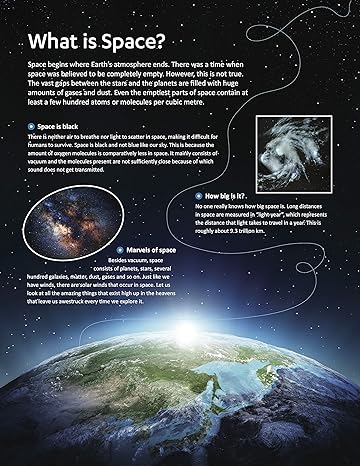 What is Space?
Space begins where Earth's atmosphere ends. There was a time when
space was believed to be completely empty. However, this is not true.
The vast gaps between the stars and the planets are filled with huge
amounts of gases and dust. Even the emptiest parts of space contain at
least a few hundred atoms or molecules per cubic metre.
Space is black
There is neither air to breathe nor light to scatter in space, making it difficult for
humans to survive. Space is black and not blue like our sky. This is because the
amount of oxygen molecules is comparatively less in space. It mainly consists of
vacuum and the molecules present are not sufficiently close because of which
sound does not get transmitted.
How big is it?
No one really knows how big space is. Long distances
in space are measured in "light-year", which represents
the distance that light takes to travel in a year. This is
roughly about 9.3 trillion km.
Marvels of space
Besides vacuum, space
consists of planets, stars, several
hundred galaxies, matter, dust, gases and so on. Just like we
have winds, there are solar winds that occur in space. Let us
look at all the amazing things that exist high up in the heavens
that leave us awestruck every time we explore it.